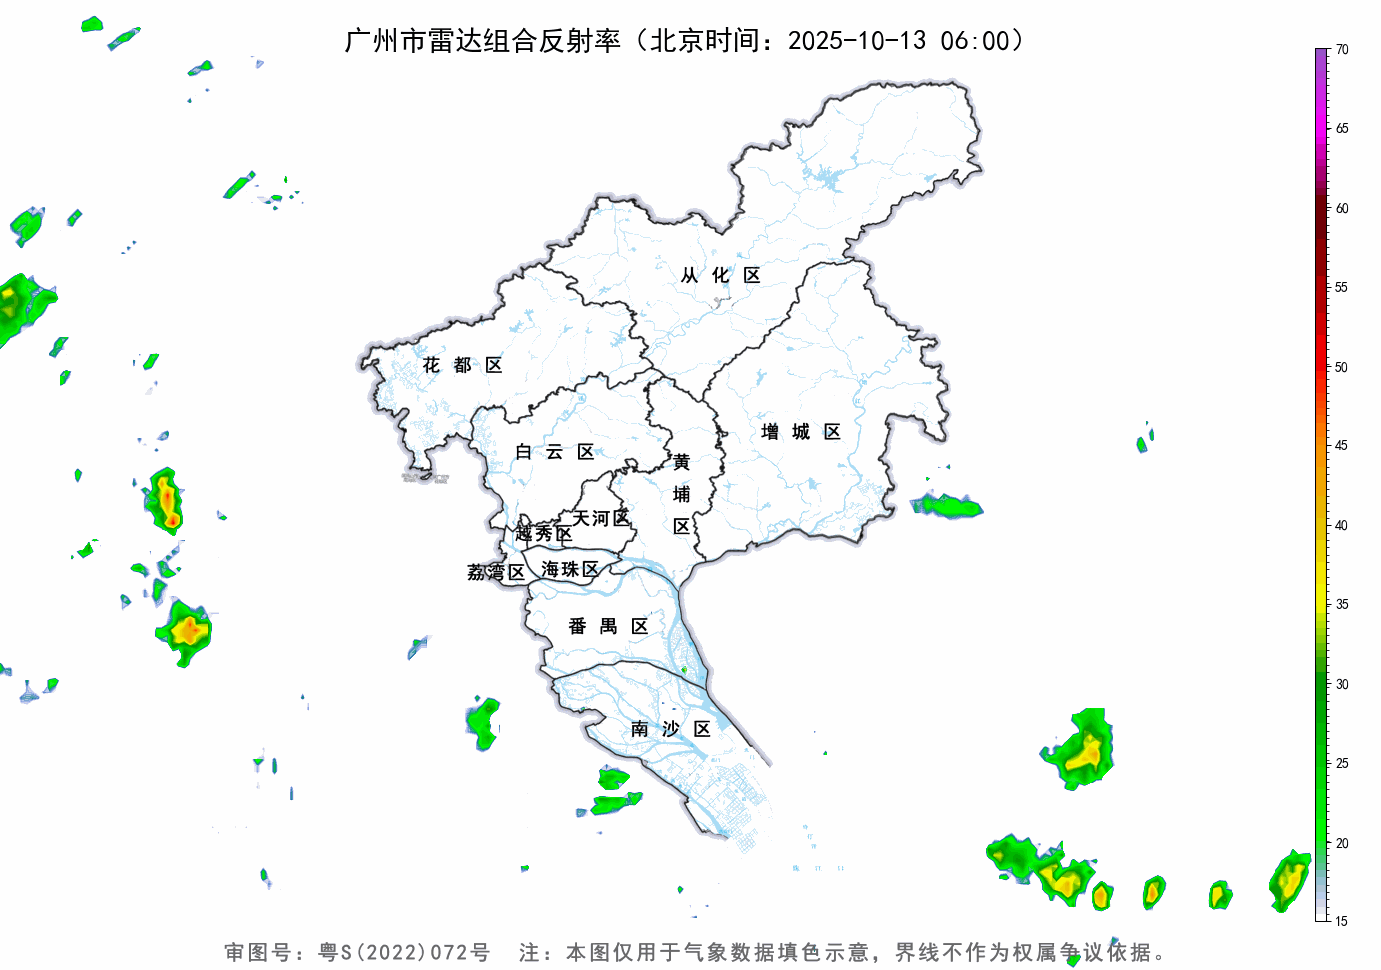 广州市雷达组合反射率（北京时间：2025-10-13 06:00）
70
65
60
55
50
45
40
35
30
25
20
15
从化区
花都区
增城区
白云区
黄埔区
天河区
越秀区
海珠区
荔湾区
番禺区
南沙区
审图号：粤S(2022)072号 注：本图仅用于气象数据填色示意，界线不作为权属争议依据。